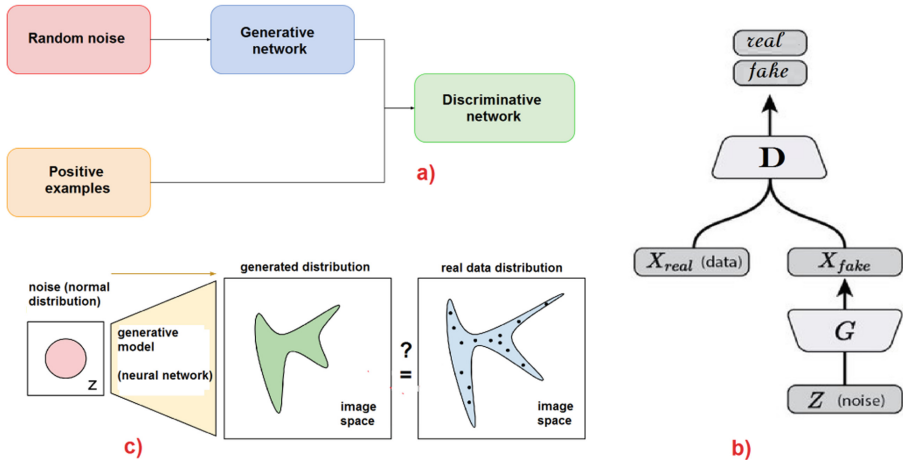 Random noise
Generative
network
Discriminative
network
Positive
examples
a)
real
fake
D
X_real (data)
X_fake
G
Z (noise)
b)
generated distribution
real data distribution
noise (normal
distribution)
generative
model
(neural network)
Z
?
=
image
space
image
space
c)